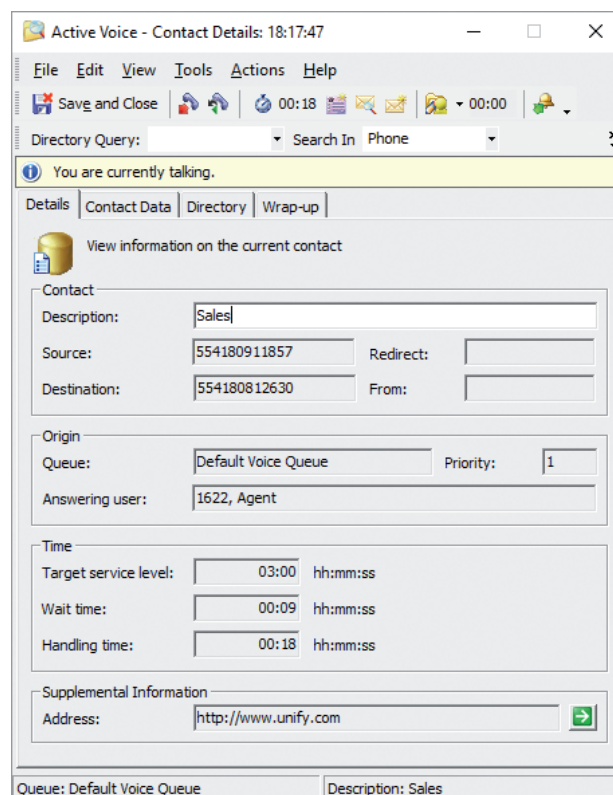 Active Voice - Contact Details: 18:17:47
File Edit View Tools Actions Help
Save and Close 00:18 00:00
Directory Query: Search In Phone
You are currently talking.
Details Contact Data Directory Wrap-up
View information on the current contact
Contact
Description: Sales
Source: 554180911857 Redirect:
Destination: 554180812630 From:
Origin
Queue: Default Voice Queue Priority: 1
Answering user: 1622, Agent
Time
Target service level: 03:00 hh:mm:ss
Wait time: 00:09 hh:mm:ss
Handling time: 00:18 hh:mm:ss
Supplemental Information
Address: http://www.unify.com
Queue: Default Voice Queue Description: Sales